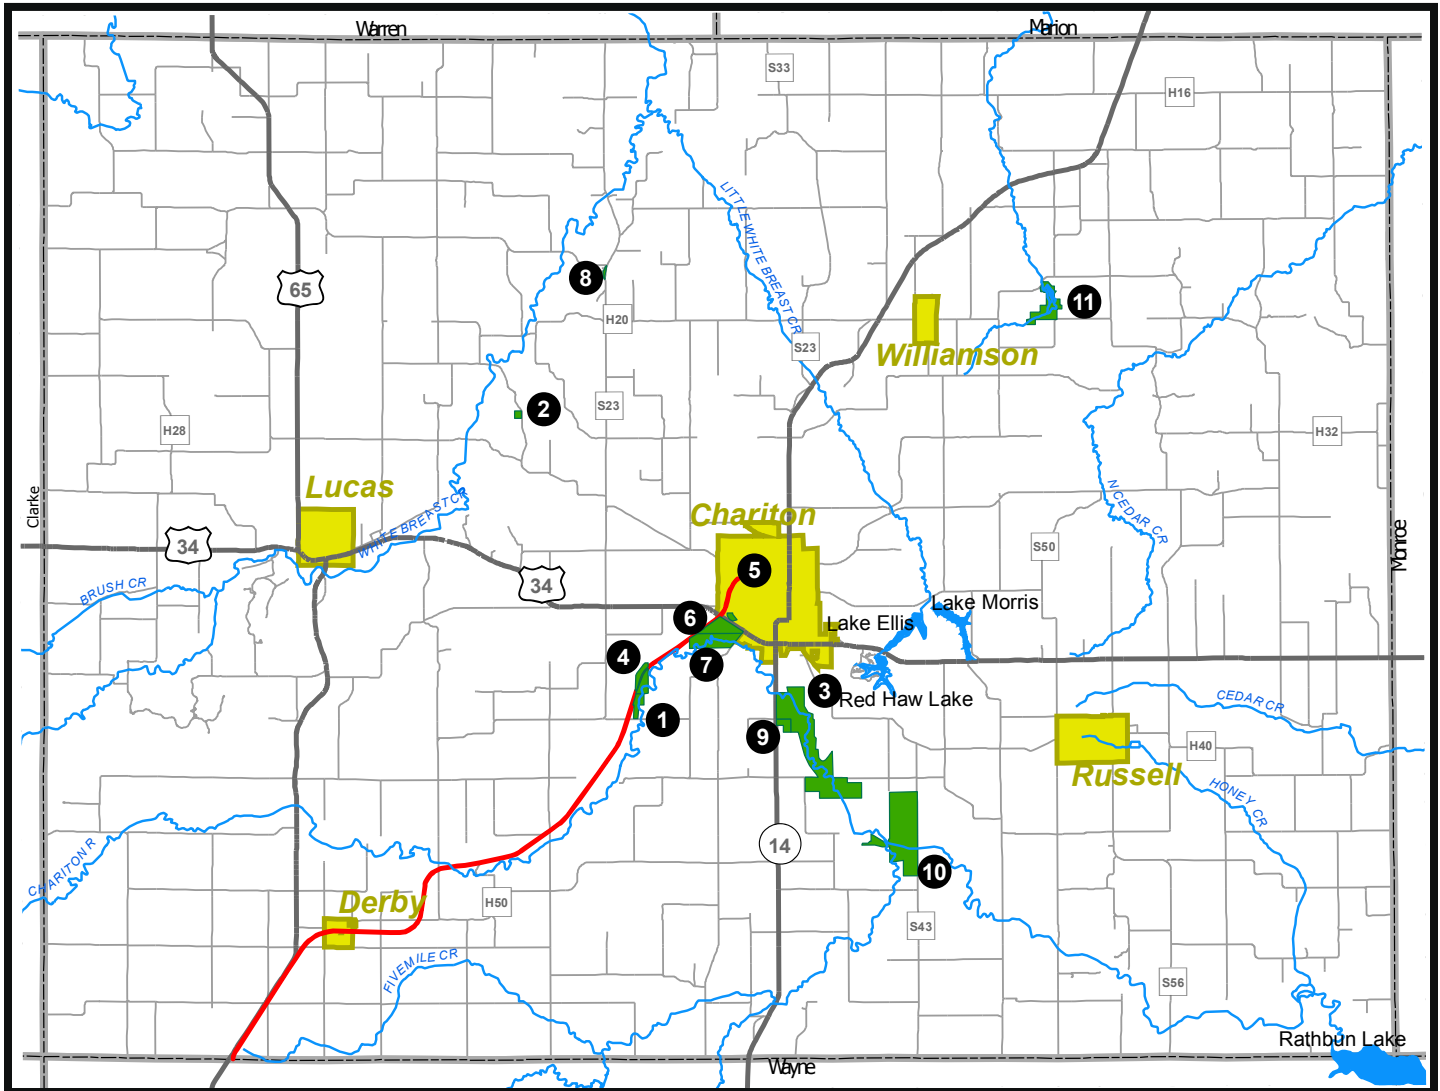 Warren
Marion
S33
H16
LITTLE WHITE BREAST CR
8
65
11
H20
S23
Williamson
2
S23
H28
H32
Lucas
Clarke
WHITE BREAST CR
N CEDAR CR
Chariton
34
S50
Monroe
5
34
BRUSH CR
Lake Morris
6
Lake Ellis
4
7
3
Red Haw Lake
CEDAR CR
1
9
H40
Russell
HONEY CR
14
CHARITON R
10
Derby
H50
S43
FIVEMILE CR
S56
Rathbun Lake
Wayne